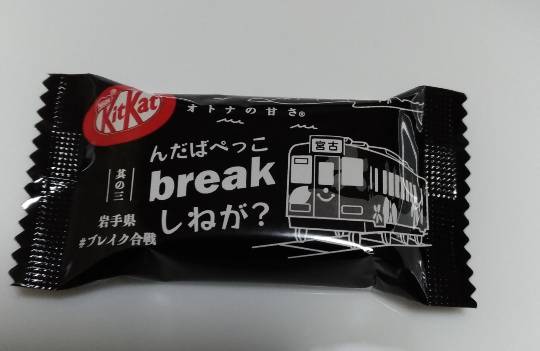 Nestlé
KitKat
オトナの甘さ®
んだばぺっこ
break
しねが？
其の三
岩手県
#ブレイク合戦
宮古